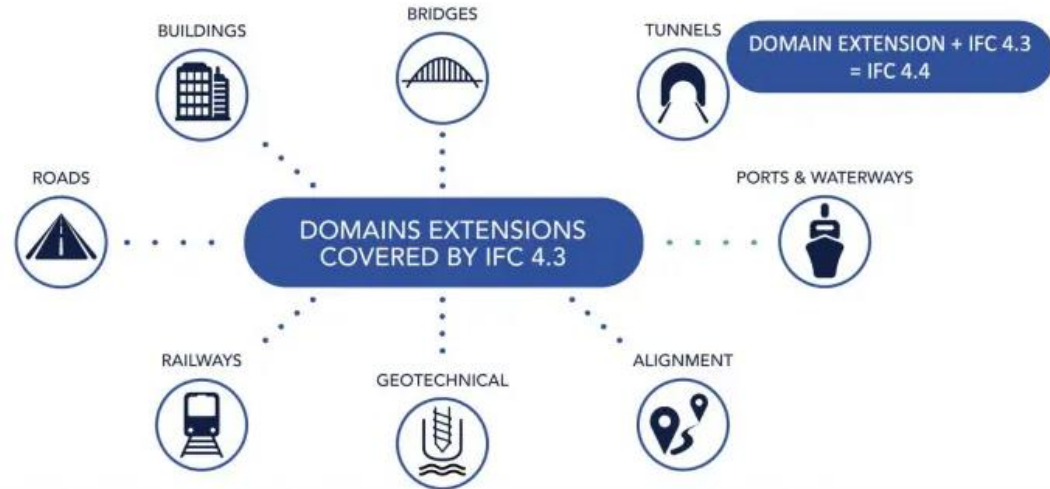 BRIDGES
BUILDINGS
TUNNELS
DOMAIN EXTENSION + IFC 4.3
= IFC 4.4
ROADS
PORTS & WATERWAYS
DOMAINS EXTENSIONS
COVERED BY IFC 4.3
RAILWAYS
GEOTECHNICAL
ALIGNMENT